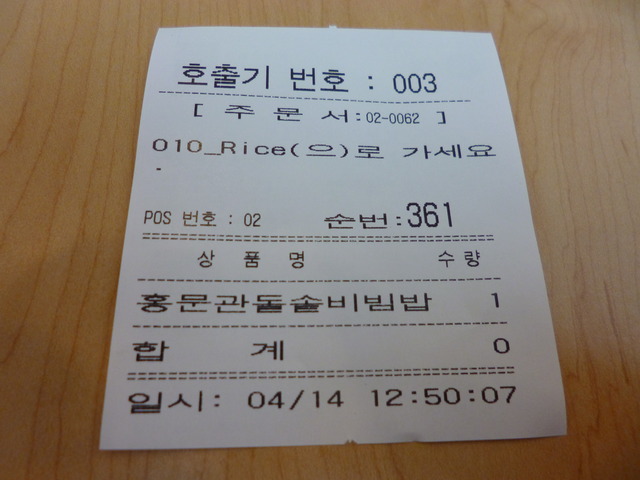 호출기 번호 : 003
[ 주 문 서:02-0062 ]
010_Rice(으)로 가세요
.
POS 번호 : 02 순번:361
상 품 명 수 량
홍문관돌솥비빔밥 1
합 계 0
일시: 04/14 12:50:07